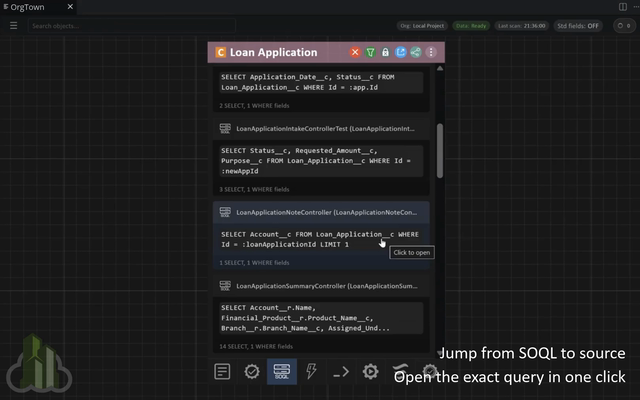 OrgTown
Search objects...
Org: Local Project
Data: Ready
Last scan: 21:36:00
Std fields: OFF
0
C Loan Application
SELECT Application_Date__c, Status__c FROM
Loan_Application__c WHERE Id = :app.Id
2 SELECT, 1 WHERE fields
LoanApplicationIntakeControllerTest (LoanApplicationInt...
SELECT Status__c, Requested_Amount__c,
Purpose__c FROM Loan_Application__c WHERE Id =
:newAppId
3 SELECT, 1 WHERE fields
LoanApplicationNoteController (LoanApplicationNoteCon...
SELECT Account__c FROM Loan_Application__c WHERE
Id = :loanApplicationId LIMIT 1
Click to open
1 SELECT, 1 WHERE fields
LoanApplicationSummaryController (LoanApplicationSum...
SELECT Account__r.Name,
Financial_Product__r.Product_Name__c,
Branch__r.Branch_Name__c, Assigned_Und...
14 SELECT, 1 WHERE fields
SOQL
Jump from SOQL to source
Open the exact query in one click